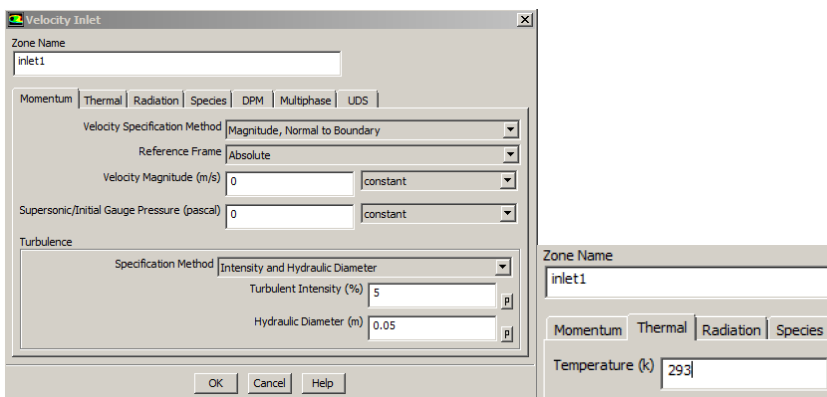 Velocity Inlet
Zone Name
inlet1
Momentum Thermal Radiation Species DPM Multiphase UDS
Velocity Specification Method Magnitude, Normal to Boundary
Reference Frame Absolute
Velocity Magnitude (m/s) 0 constant
Supersonic/Initial Gauge Pressure (pascal) 0 constant
Turbulence
Specification Method Intensity and Hydraulic Diameter
Turbulent Intensity (%) 5 P
Hydraulic Diameter (m) 0.05 P
OK Cancel Help
Zone Name
inlet1
Momentum Thermal Radiation Species
Temperature (k) 293